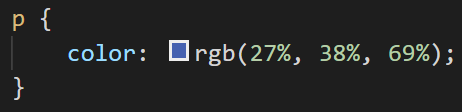 p {
    color: rgb(27%, 38%, 69%);
}